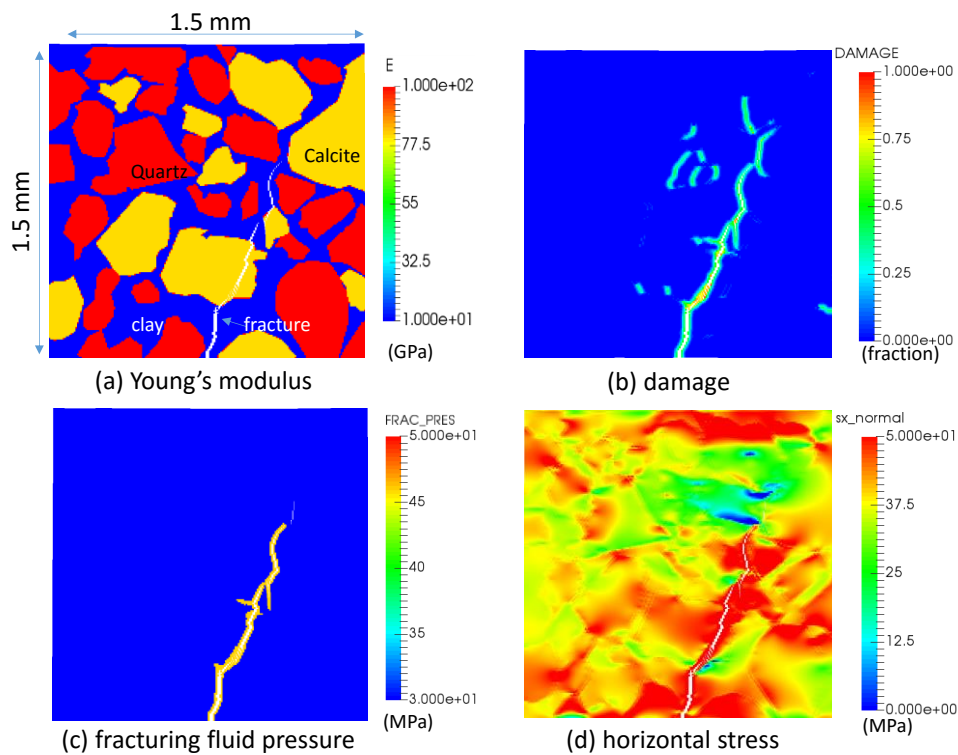 1.5 mm
1.5 mm
E
1.000e+02
77.5
55
32.5
1.000e+01
(GPa)
Quartz
Calcite
clay
fracture
(a) Young's modulus
DAMAGE
1.000e+00
0.75
0.5
0.25
0.000e+00
(fraction)
(b) damage
FRAC_PRES
5.000e+01
45
40
35
3.000e+01
(MPa)
(c) fracturing fluid pressure
sx_normal
5.000e+01
37.5
25
12.5
0.000e+00
(MPa)
(d) horizontal stress